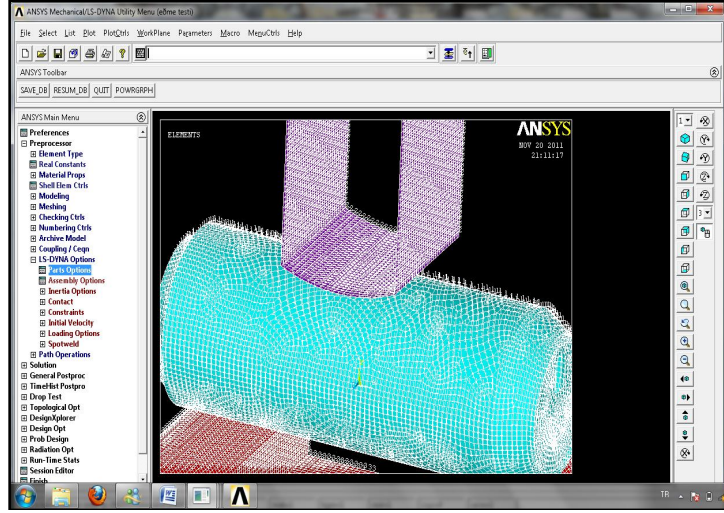 ANSYS Mechanical/LS-DYNA Utility Menu (eðme testi)
File Select List Plot PlotCtrls WorkPlane Parameters Macro MenuCtrls Help
ANSYS Toolbar
SAVE_DB RESUM_DB QUIT POWRGRPH
ANSYS Main Menu
Preferences
Preprocessor
Element Type
Real Constants
Material Props
Shell Elem Ctrls
Modeling
Meshing
Checking Ctrls
Numbering Ctrls
Archive Model
Coupling / Ceqn
LS-DYNA Options
Parts Options
Assembly Options
Inertia Options
Contact
Constraints
Initial Velocity
Loading Options
Spotweld
Path Operations
Solution
General Postproc
TimeHist Postpro
Drop Test
Topological Opt
DesignXplorer
Design Opt
Prob Design
Radiation Opt
Run-Time Stats
Session Editor
Finish
ELEMENTS
ANSYS
NOV 20 2011
21:11:17
1
3
TR